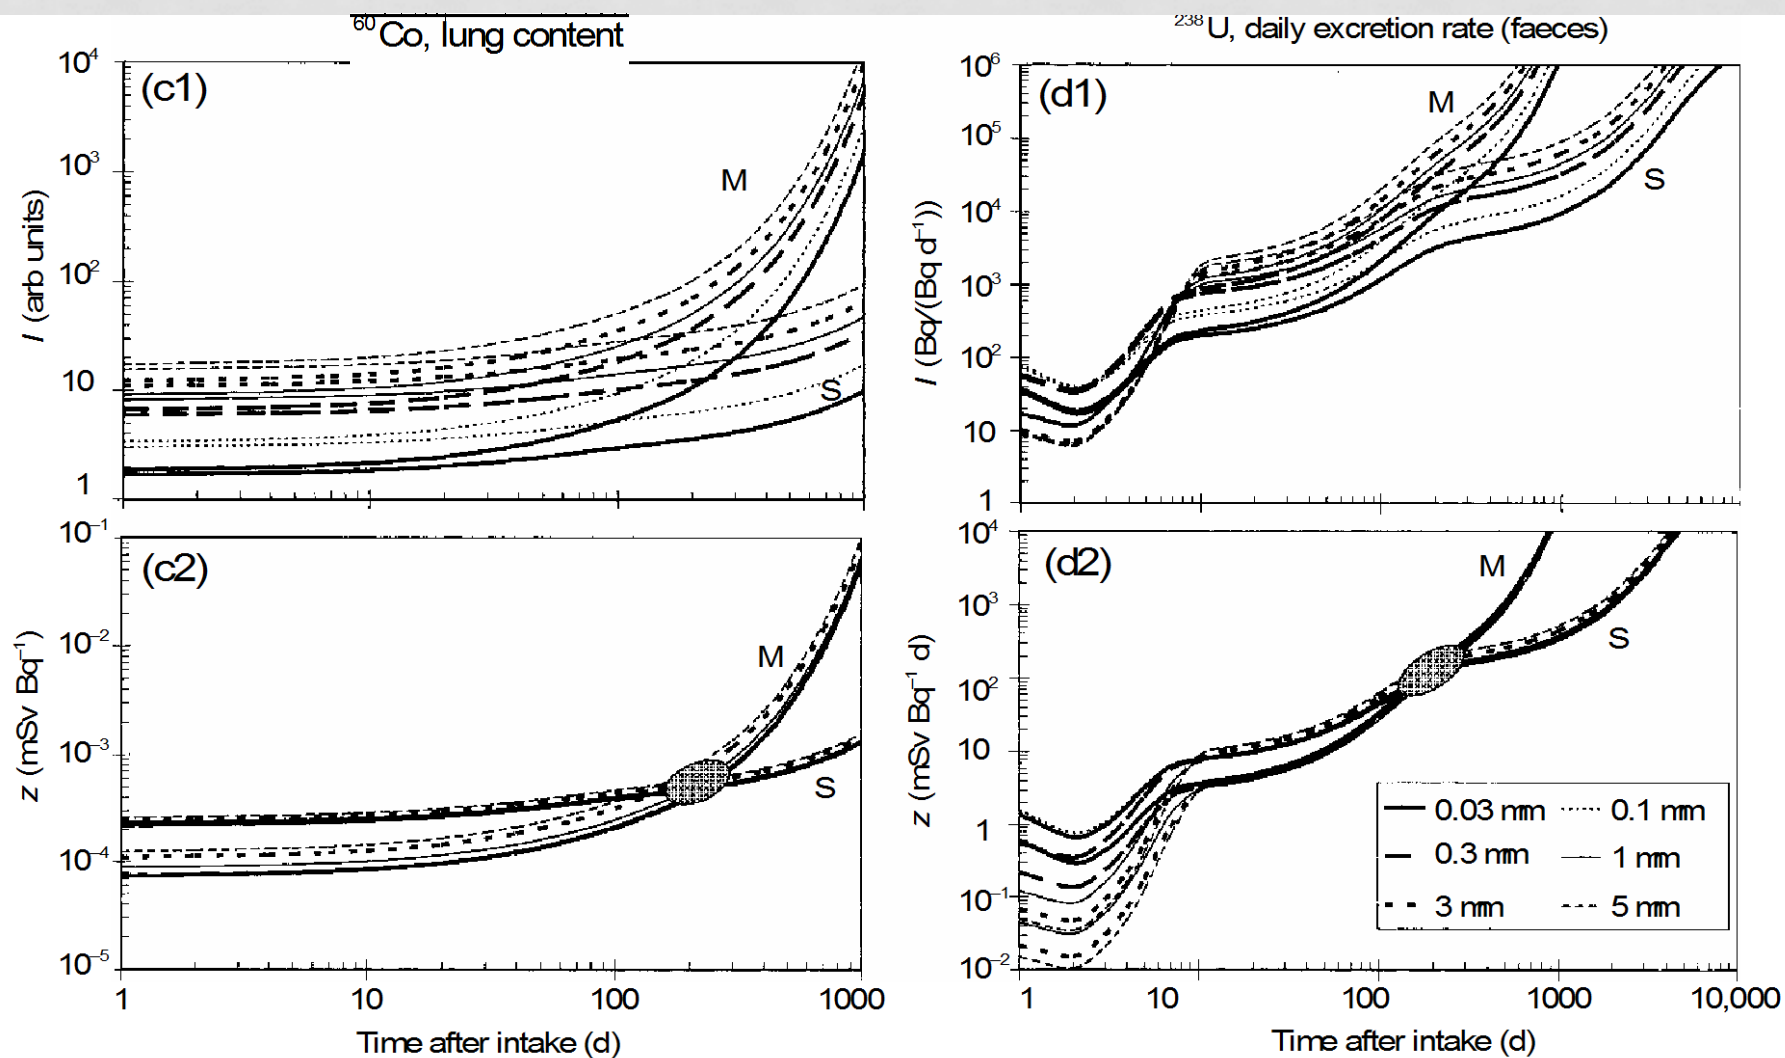 ⁶⁰Co, lung content
(c1)
10⁴
10³
10²
10
1
I (arb units)
M
S
²³⁸U, daily excretion rate (faeces)
(d1)
10⁶
10⁵
10⁴
10³
10²
10
1
I (Bq/(Bq d⁻¹))
M
S
(c2)
10⁻¹
10⁻²
10⁻³
10⁻⁴
10⁻⁵
z (mSv Bq⁻¹)
M
S
1 10 100 1000
Time after intake (d)
(d2)
10⁴
10³
10²
10
1
10⁻¹
10⁻²
z (mSv Bq⁻¹ d)
M
S
0.03 mm 0.1 mm
0.3 mm 1 mm
3 mm 5 mm
1 10 100 1000 10,000
Time after intake (d)